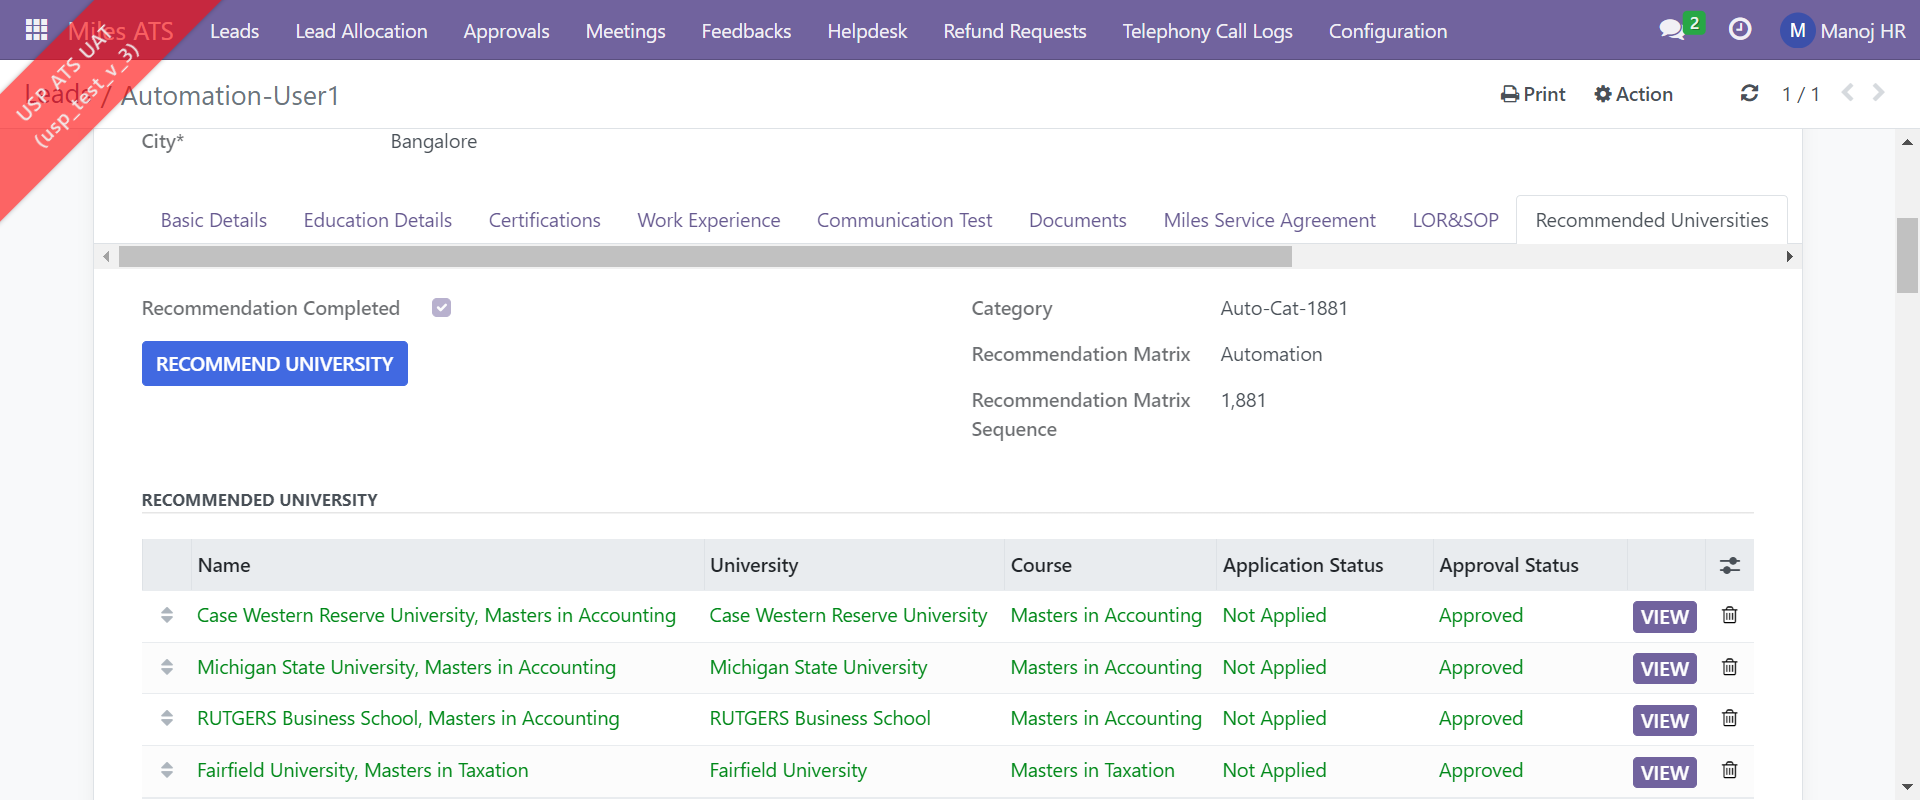 Miles ATS Leads Lead Allocation Approvals Meetings Feedbacks Helpdesk Refund Requests Telephony Call Logs Configuration 2 M Manoj HR
USP ATS UAT
(usp_test_v_3)
Leads / Automation-User1 Print Action 1 / 1
City* Bangalore
Basic Details Education Details Certifications Work Experience Communication Test Documents Miles Service Agreement LOR&SOP Recommended Universities
Recommendation Completed Category Auto-Cat-1881
RECOMMEND UNIVERSITY Recommendation Matrix Automation
Recommendation Matrix 1,881
Sequence
RECOMMENDED UNIVERSITY
Name University Course Application Status Approval Status
Case Western Reserve University, Masters in Accounting Case Western Reserve University Masters in Accounting Not Applied Approved VIEW
Michigan State University, Masters in Accounting Michigan State University Masters in Accounting Not Applied Approved VIEW
RUTGERS Business School, Masters in Accounting RUTGERS Business School Masters in Accounting Not Applied Approved VIEW
Fairfield University, Masters in Taxation Fairfield University Masters in Taxation Not Applied Approved VIEW